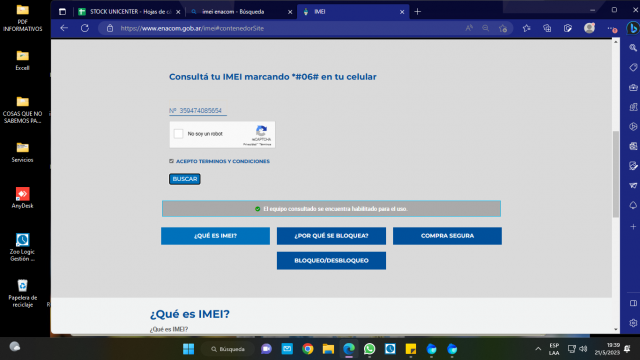 PDF
INFORMATIVOS
Excell
COSAS QUE NO
SABEMOS PA...
Servicios
AnyDesk
Zoo Logic
Gestión ...
Papelera de
reciclaje
STOCK UNICENTER - Hojas de cá
imei enacom - Búsqueda
IMEI
https://www.enacom.gob.ar/imei#contenedorSite
Consultá tu IMEI marcando *#06# en tu celular
N° 359474085654
No soy un robot
reCAPTCHA
Privacidad - Términos
ACEPTO TERMINOS Y CONDICIONES
BUSCAR
El equipo consultado se encuentra habilitado para el uso.
¿QUÉ ES IMEI?
¿POR QUÉ SE BLOQUEA?
COMPRA SEGURA
BLOQUEO/DESBLOQUEO
¿Qué es IMEI?
¿Qué es IMEI?
Búsqueda
ESP
LAA
19:39
21/5/2023